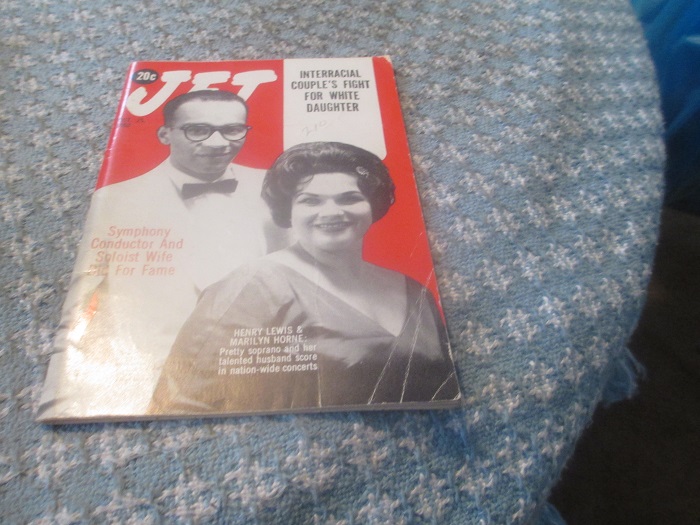 20c
JET
INTERRACIAL
COUPLE'S FIGHT
FOR WHITE
DAUGHTER
Symphony
Conductor And
Soloist Wife
For Fame
HENRY LEWIS &
MARILYN HORNE:
Pretty soprano and her
talented husband score
in nation-wide concerts